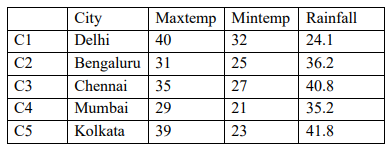 City Maxtemp Mintemp Rainfall
C1 Delhi 40 32 24.1
C2 Bengaluru 31 25 36.2
C3 Chennai 35 27 40.8
C4 Mumbai 29 21 35.2
C5 Kolkata 39 23 41.8